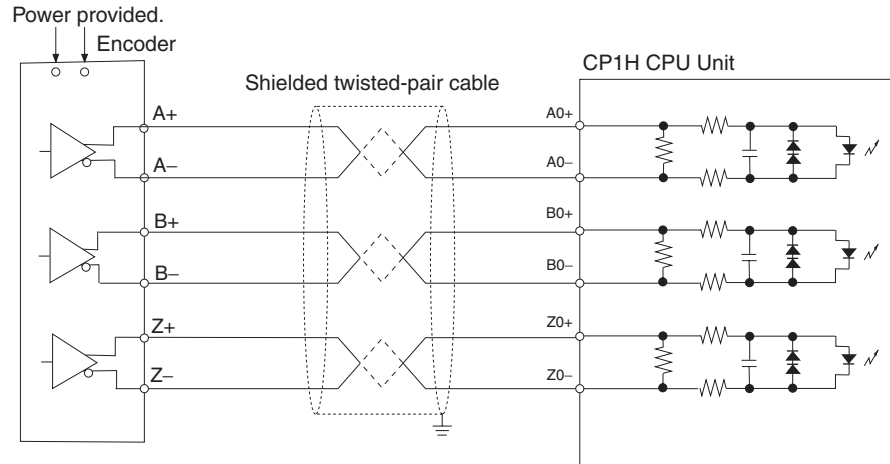 Power provided.
Encoder
Shielded twisted-pair cable
CP1H CPU Unit
A+
A0+
A−
A0−
B+
B0+
B−
B0−
Z+
Z0+
Z−
Z0−